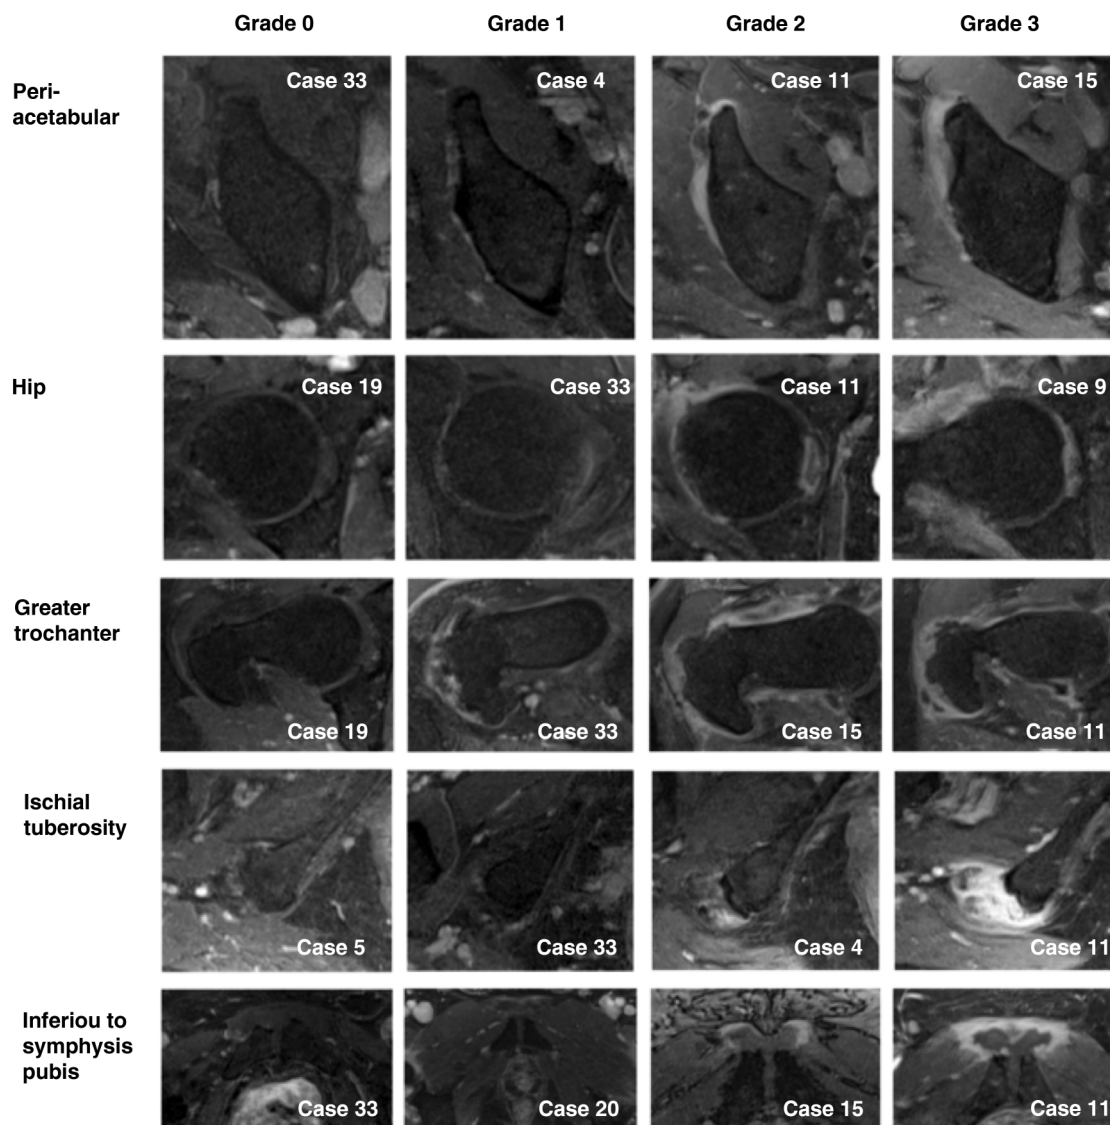 Grade 0 Grade 1 Grade 2 Grade 3
Peri-
acetabular
Case 33 Case 4 Case 11 Case 15
Hip
Case 19 Case 33 Case 11 Case 9
Greater
trochanter
Case 19 Case 33 Case 15 Case 11
Ischial
tuberosity
Case 5 Case 33 Case 4 Case 11
Inferiou to
symphysis
pubis
Case 33 Case 20 Case 15 Case 11